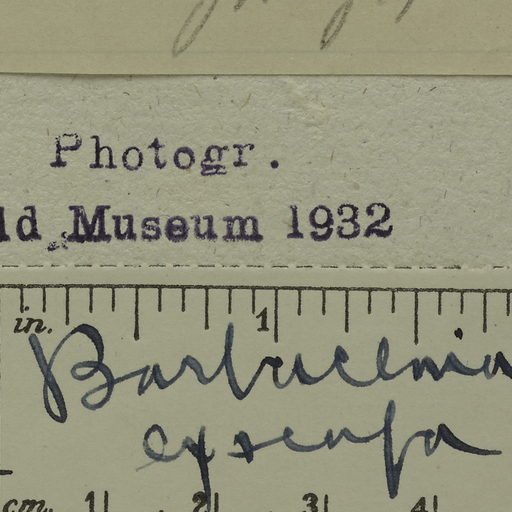 Photogr.
ld Museum 1932
in. 1
Barbacenia
exscapa
cm. 1 2 3 4